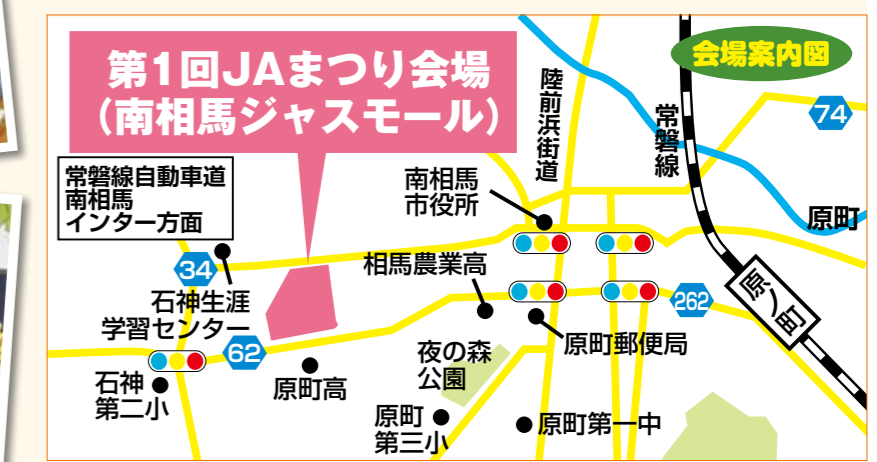 会場案内図
第1回JAまつり会場
(南相馬ジャスモール)
陸前浜街道
常磐線
74
常磐線自動車道
南相馬
インター方面
南相馬
市役所
原町
34
相馬農業高
石神生涯
学習センター
262
原ノ町
62
原町郵便局
夜の森
公園
石神
第二小
原町高
原町
第三小
原町第一中